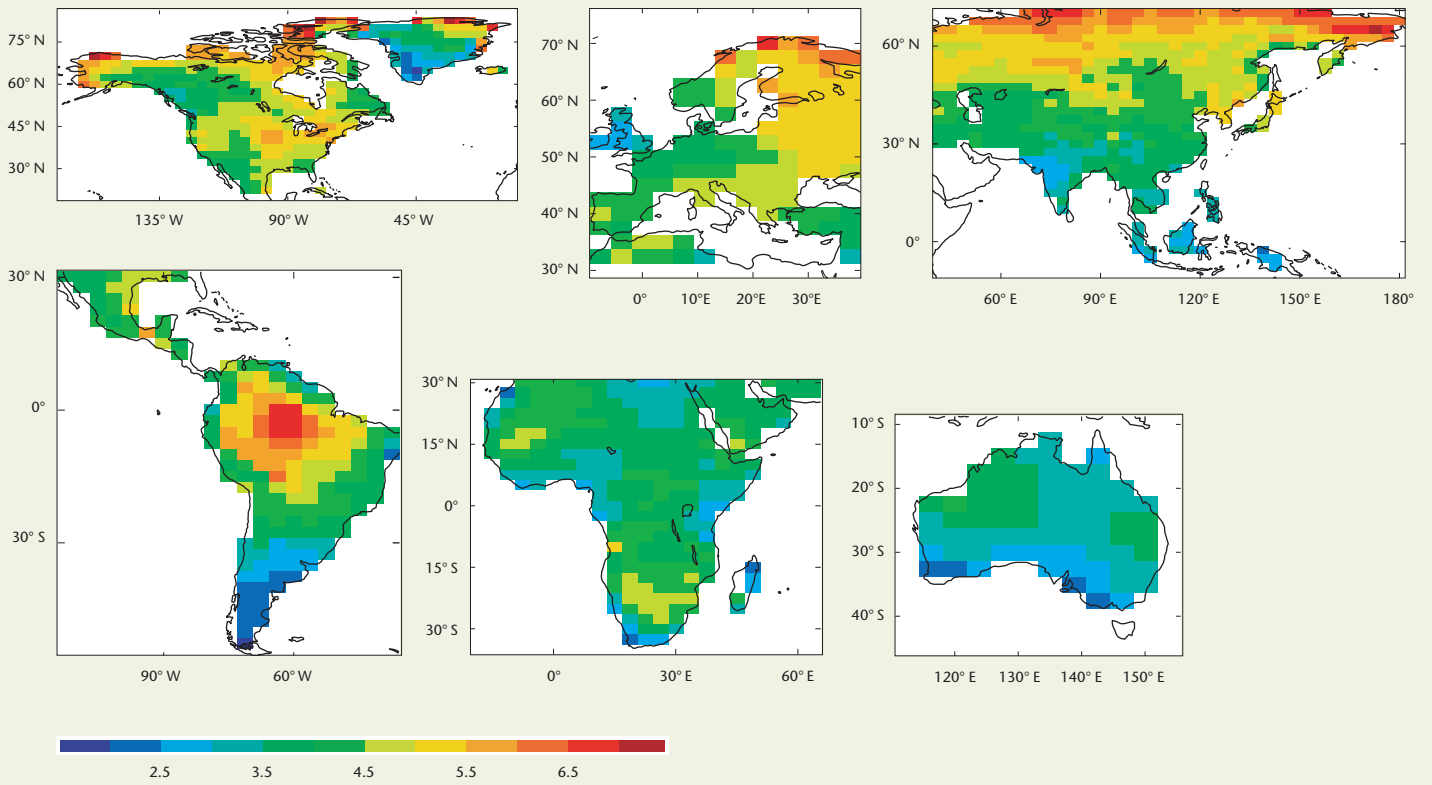 75° N
60° N
45° N
30° N
135° W 90° W 45° W
70° N
60° N
50° N
40° N
30° N
0° 10° E 20° E 30° E
60° N
30° N
0°
60° E 90° E 120° E 150° E 180°
30° N
0°
30° S
90° W 60° W
30° N
15° N
0°
15° S
30° S
0° 30° E 60° E
10° S
20° S
30° S
40° S
120° E 130° E 140° E 150° E
2.5 3.5 4.5 5.5 6.5